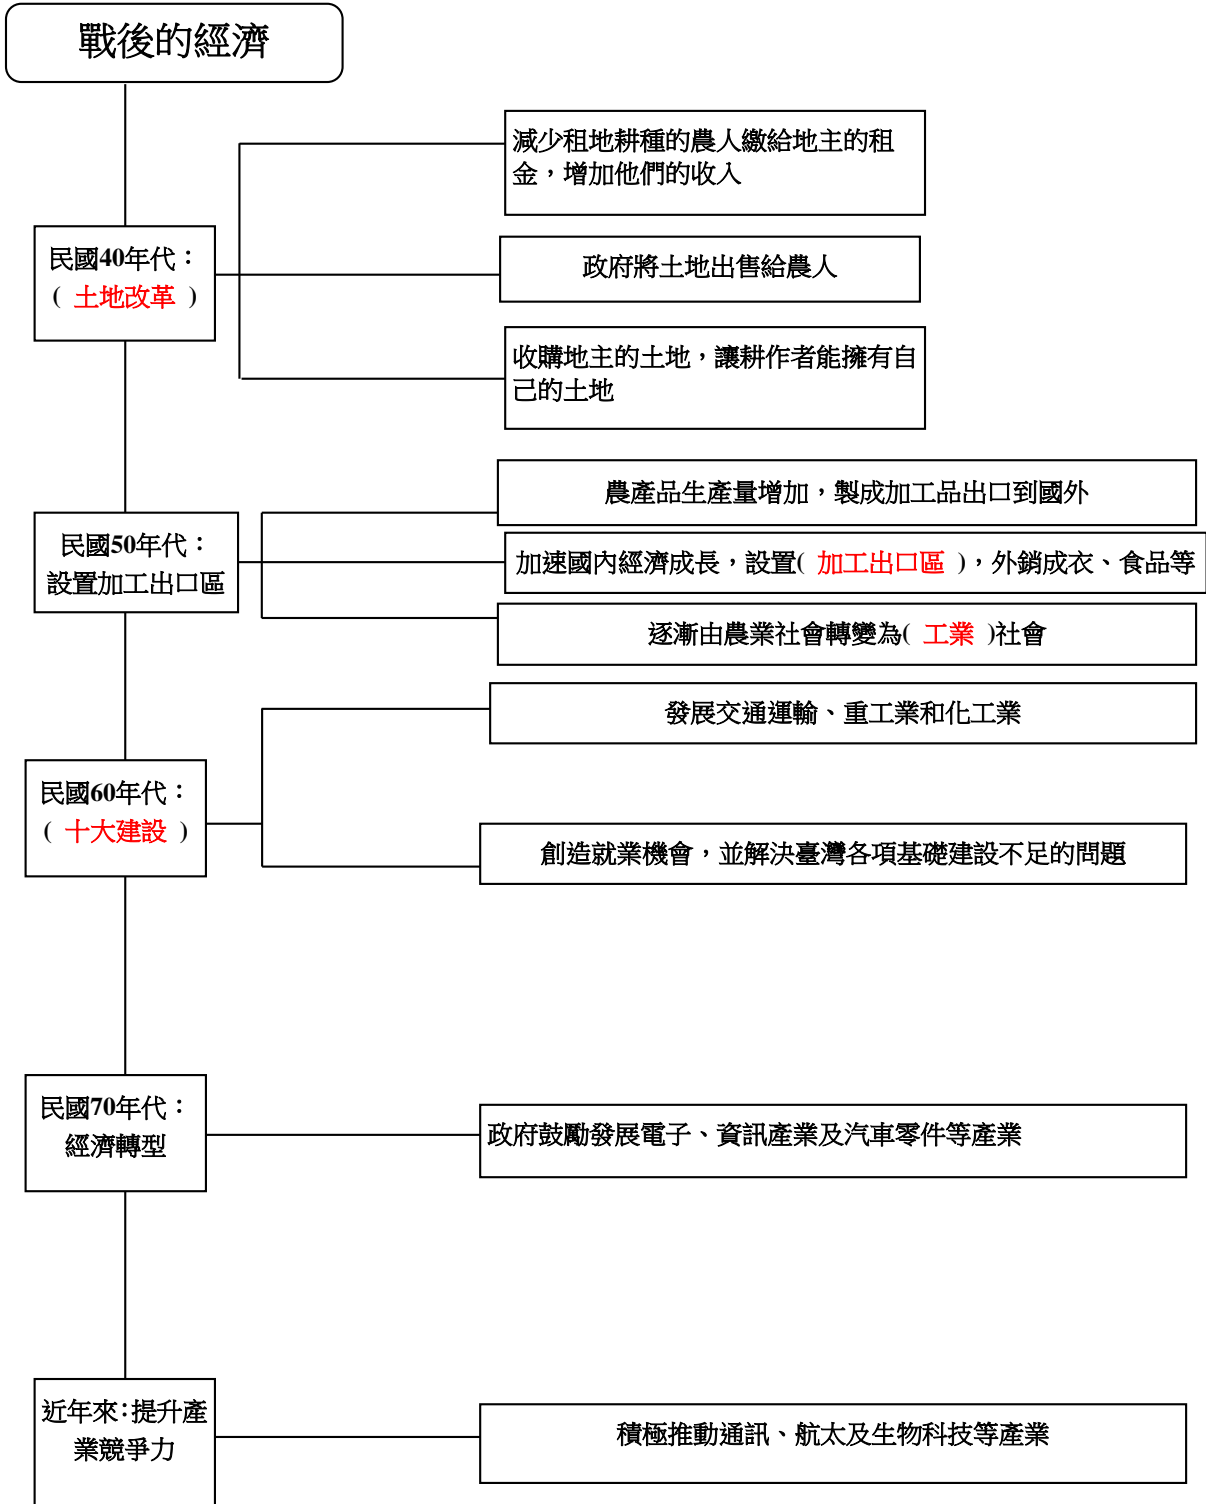 戰後的經濟
減少租地耕種的農人繳給地主的租
金，增加他們的收入
民國40年代：
( 土地改革 )
政府將土地出售給農人
收購地主的土地，讓耕作者能擁有自
己的土地
農產品生產量增加，製成加工品出口到國外
民國50年代：
設置加工出口區
加速國內經濟成長，設置( 加工出口區 )，外銷成衣、食品等
逐漸由農業社會轉變為( 工業 )社會
發展交通運輸、重工業和化工業
民國60年代：
( 十大建設 )
創造就業機會，並解決臺灣各項基礎建設不足的問題
民國70年代：
經濟轉型
政府鼓勵發展電子、資訊產業及汽車零件等產業
近年來：提升產
業競爭力
積極推動通訊、航太及生物科技等產業